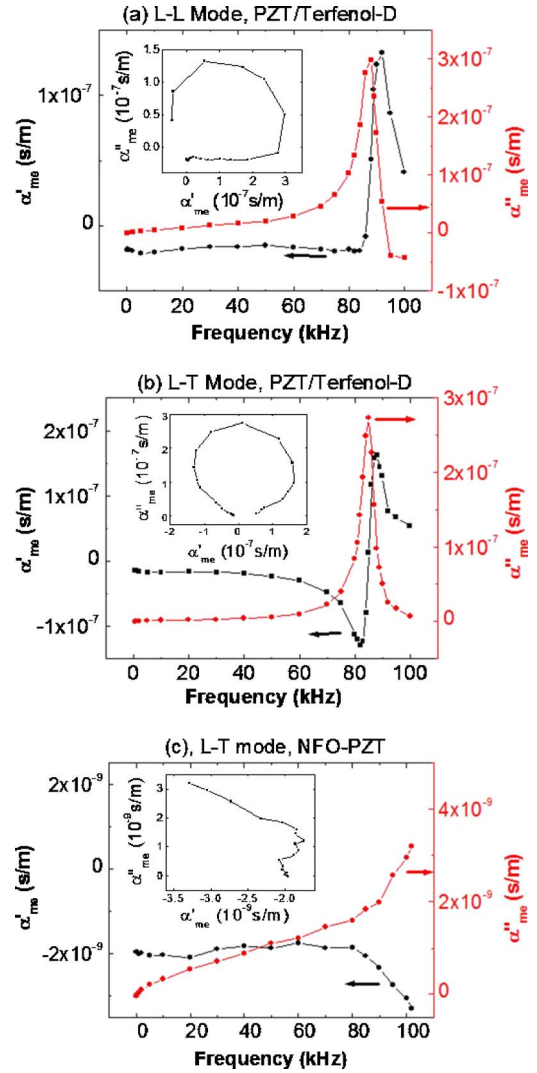 (a) L-L Mode, PZT/Terfenol-D
1x10⁻⁷
0
α'me (s/m)
3x10⁻⁷
2x10⁻⁷
1x10⁻⁷
0
-1x10⁻⁷
α"me (s/m)
1.5
1.0
0.5
0.0
α"me (10⁻⁷s/m)
0 1 2 3
α'me (10⁻⁷s/m)
0 20 40 60 80 100
Frequency (kHz)
(b) L-T Mode, PZT/Terfenol-D
2x10⁻⁷
1x10⁻⁷
0
-1x10⁻⁷
α'me (s/m)
3x10⁻⁷
2x10⁻⁷
1x10⁻⁷
0
α"me (s/m)
3
2
1
0
α"me (10⁻⁷s/m)
-2 -1 0 1 2
α'me (10⁻⁷s/m)
0 20 40 60 80 100
Frequency (kHz)
(c), L-T mode, NFO-PZT
2x10⁻⁹
0
-2x10⁻⁹
α'me (s/m)
4x10⁻⁹
2x10⁻⁹
0
α"me (s/m)
3
2
1
0
α"me (10⁻⁹s/m)
-3.5 -3.0 -2.5 -2.0
α'me (10⁻⁹s/m)
0 20 40 60 80 100
Frequency (kHz)